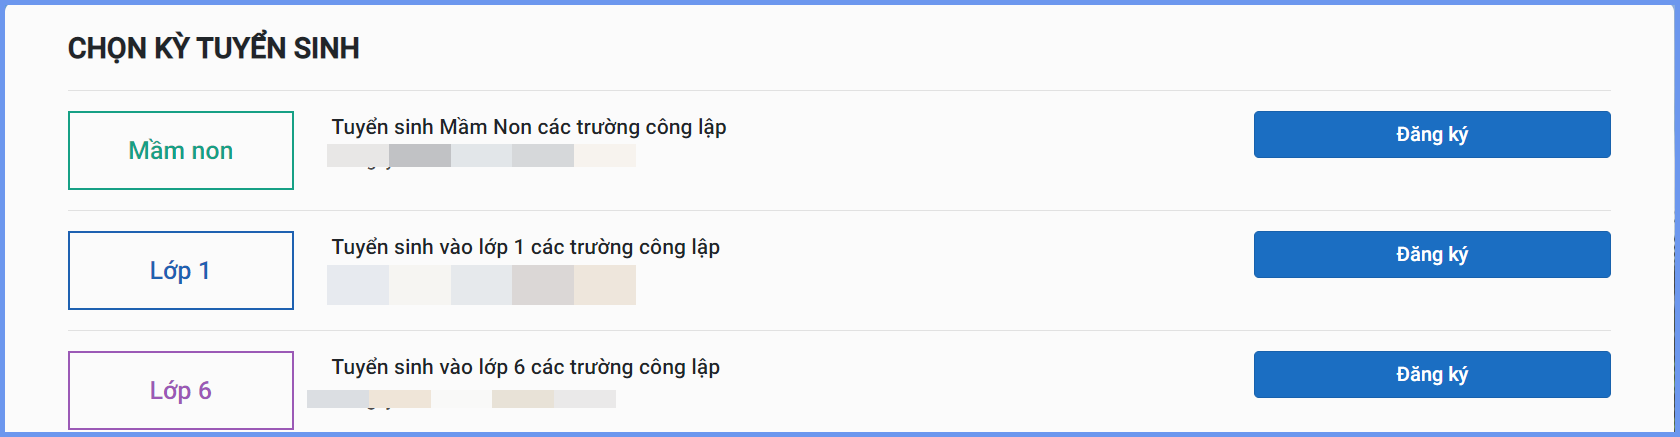 CHỌN KỲ TUYỂN SINH
Mầm non
Tuyển sinh Mầm Non các trường công lập
Đăng ký
Lớp 1
Tuyển sinh vào lớp 1 các trường công lập
Đăng ký
Lớp 6
Tuyển sinh vào lớp 6 các trường công lập
Đăng ký